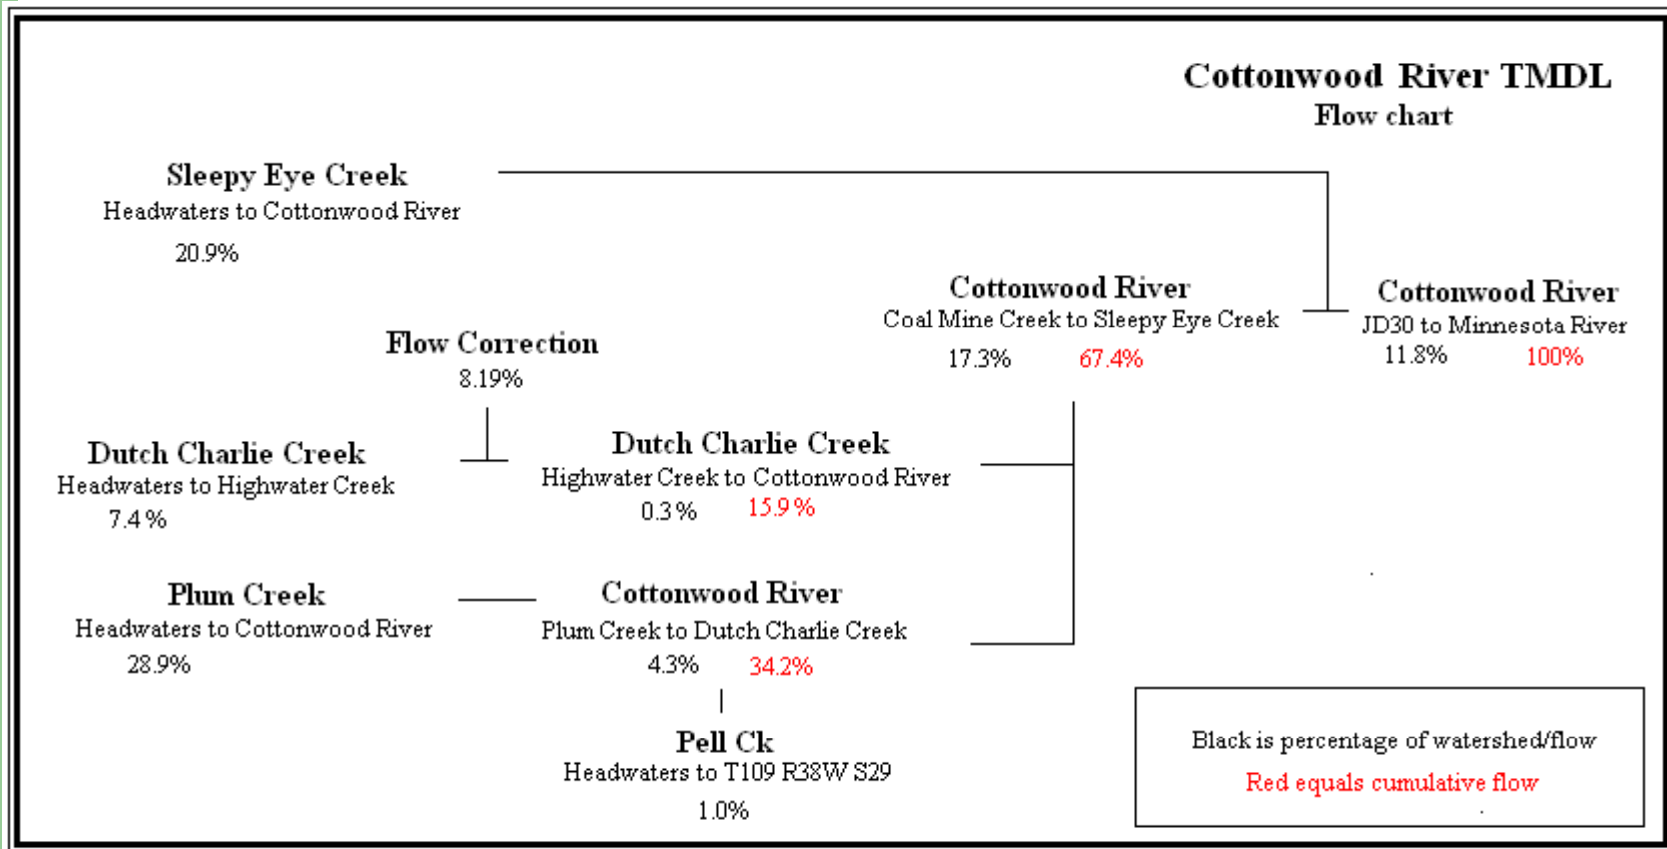 Cottonwood River TMDL
Flow chart
Sleepy Eye Creek
Headwaters to Cottonwood River
20.9%
Cottonwood River
Coal Mine Creek to Sleepy Eye Creek
17.3% 67.4%
Cottonwood River
JD30 to Minnesota River
11.8% 100%
Flow Correction
8.19%
Dutch Charlie Creek
Headwaters to Highwater Creek
7.4 %
Dutch Charlie Creek
Highwater Creek to Cottonwood River
0.3 % 15.9 %
Plum Creek
Headwaters to Cottonwood River
28.9%
Cottonwood River
Plum Creek to Dutch Charlie Creek
4.3% 34.2%
Pell Ck
Headwaters to T109 R38W S29
1.0%
Black is percentage of watershed/flow
Red equals cumulative flow